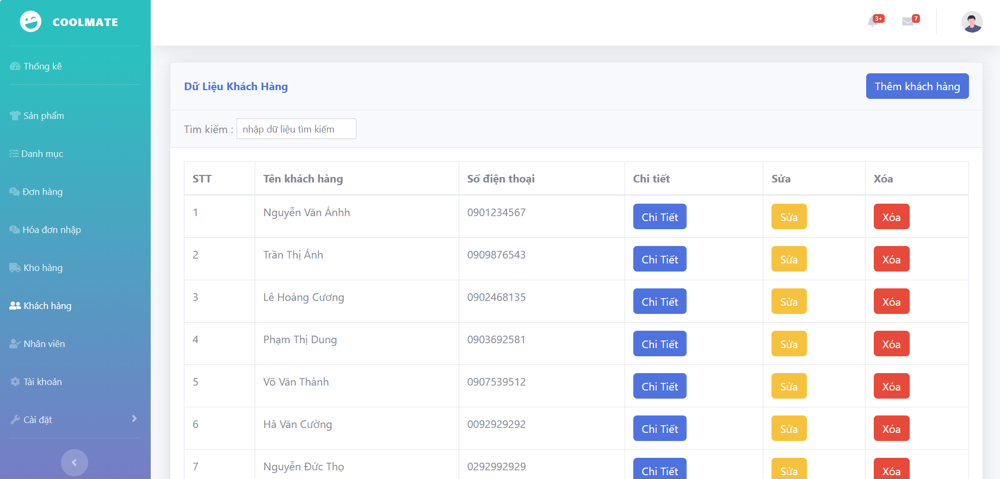 COOLMATE
3+
7
Thống kê
Sản phẩm
Danh mục
Đơn hàng
Hóa đơn nhập
Kho hàng
Khách hàng
Nhân viên
Tài khoản
Cài đặt
Dữ Liệu Khách Hàng
Thêm khách hàng
Tìm kiếm : nhập dữ liệu tìm kiếm
STT Tên khách hàng Số điện thoại Chi tiết Sửa Xóa
1 Nguyễn Văn Ánhh 0901234567 Chi Tiết Sửa Xóa
2 Trần Thị Ánh 0909876543 Chi Tiết Sửa Xóa
3 Lê Hoàng Cương 0902468135 Chi Tiết Sửa Xóa
4 Phạm Thị Dung 0903692581 Chi Tiết Sửa Xóa
5 Võ Văn Thành 0907539512 Chi Tiết Sửa Xóa
6 Hà Văn Cường 0092929292 Chi Tiết Sửa Xóa
7 Nguyễn Đức Thọ 0292992929 Chi Tiết Sửa Xóa